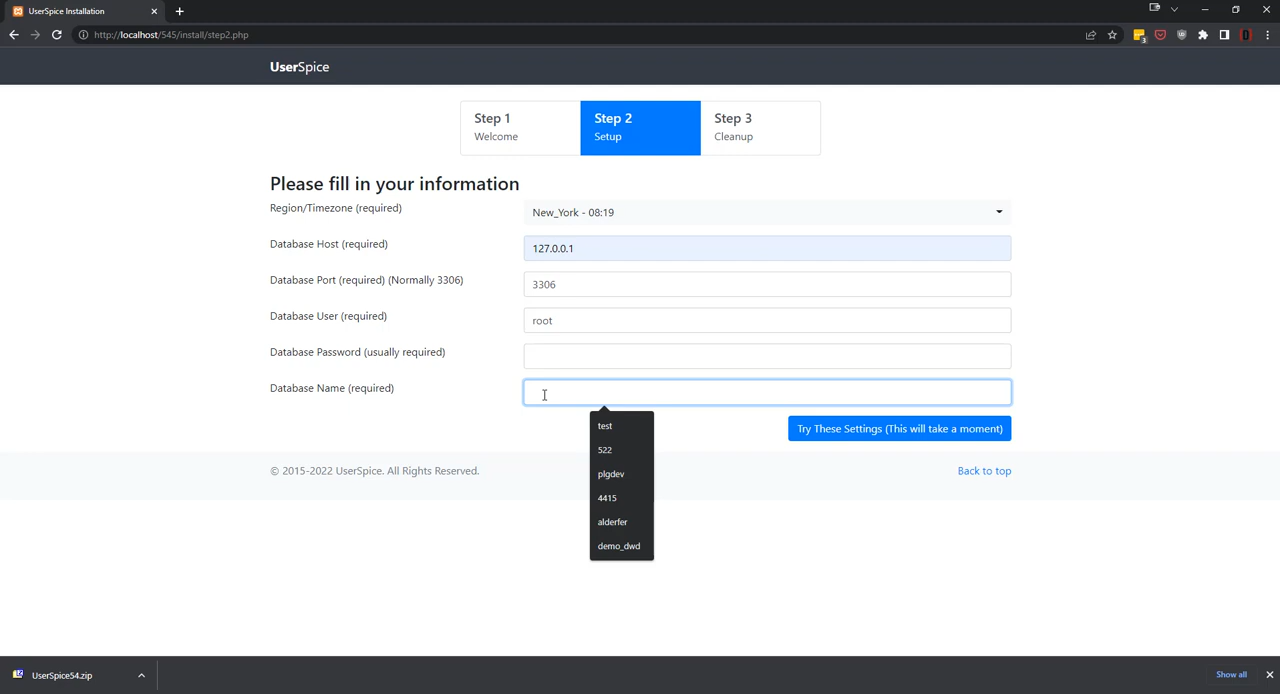 UserSpice Installation
http://localhost/545/install/step2.php
3
UserSpice
Step 1
Welcome
Step 2
Setup
Step 3
Cleanup
Please fill in your information
Region/Timezone (required)
New_York - 08:19
Database Host (required)
127.0.0.1
Database Port (required) (Normally 3306)
3306
Database User (required)
root
Database Password (usually required)
Database Name (required)
test
522
plgdev
4415
alderfer
demo_dwd
Try These Settings (This will take a moment)
© 2015-2022 UserSpice. All Rights Reserved.
Back to top
UserSpice54.zip
Show all